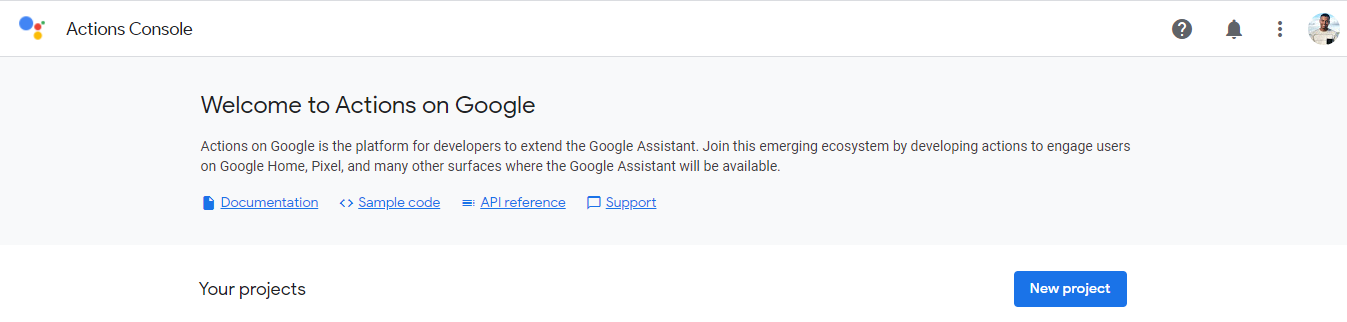 Actions Console
Welcome to Actions on Google
Actions on Google is the platform for developers to extend the Google Assistant. Join this emerging ecosystem by developing actions to engage users
on Google Home, Pixel, and many other surfaces where the Google Assistant will be available.
Documentation Sample code API reference Support
Your projects New project